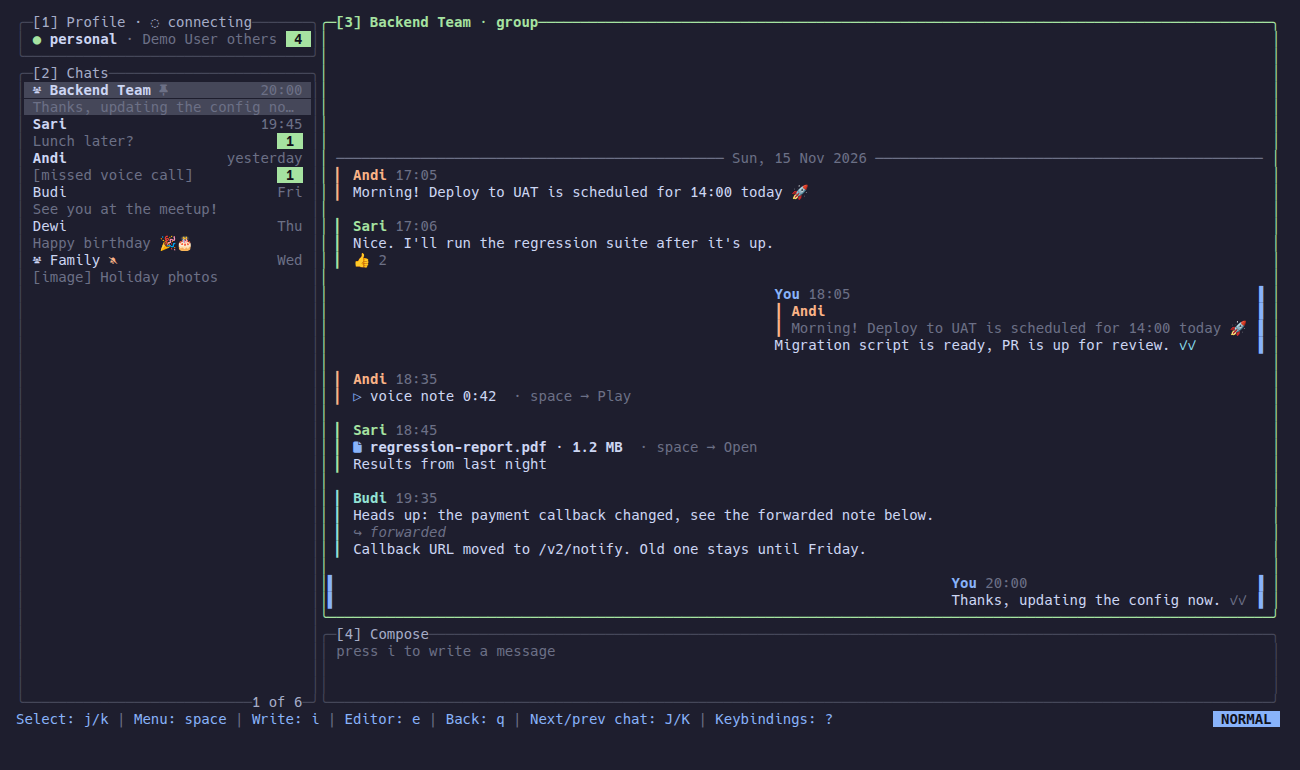 [1] Profile · ◌ connecting
● personal · Demo User others 4
[2] Chats
Backend Team 20:00
Thanks, updating the config no…
Sari 19:45
Lunch later? 1
Andi yesterday
[missed voice call] 1
Budi Fri
See you at the meetup!
Dewi Thu
Happy birthday 🎉🎂
Family Wed
[image] Holiday photos
1 of 6
[3] Backend Team · group
Sun, 15 Nov 2026
Andi 17:05
Morning! Deploy to UAT is scheduled for 14:00 today 🚀
Sari 17:06
Nice. I'll run the regression suite after it's up.
👍 2
You 18:05
Andi
Morning! Deploy to UAT is scheduled for 14:00 today 🚀
Migration script is ready, PR is up for review. √√
Andi 18:35
▷ voice note 0:42 · space → Play
Sari 18:45
regression-report.pdf · 1.2 MB · space → Open
Results from last night
Budi 19:35
Heads up: the payment callback changed, see the forwarded note below.
↪ forwarded
Callback URL moved to /v2/notify. Old one stays until Friday.
You 20:00
Thanks, updating the config now. √√
[4] Compose
press i to write a message
Select: j/k | Menu: space | Write: i | Editor: e | Back: q | Next/prev chat: J/K | Keybindings: ? NORMAL